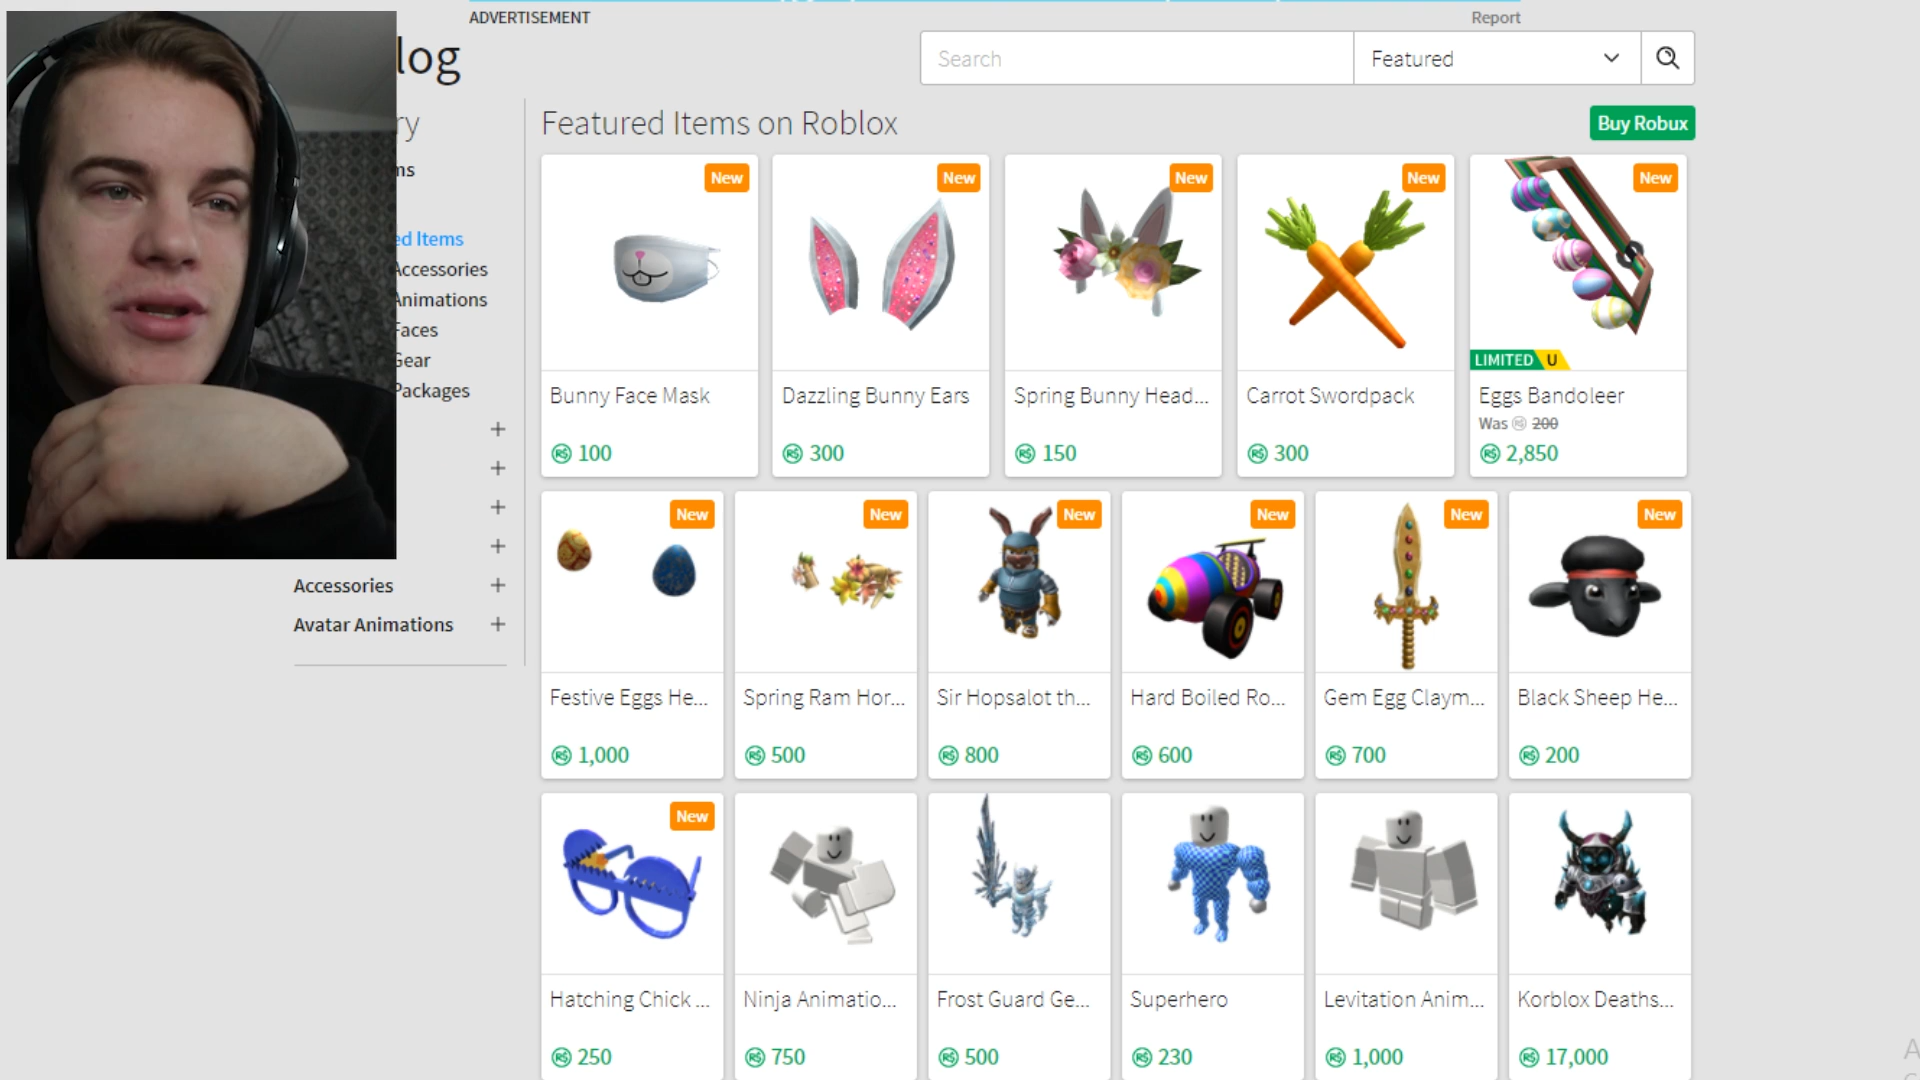 ADVERTISEMENT
Report
log
Search
Featured
ry
Featured Items on Roblox
Buy Robux
ms
ed Items
Accessories
Animations
Faces
Gear
Packages
Accessories
Avatar Animations
New
New
New
New
New
LIMITED U
Bunny Face Mask
Dazzling Bunny Ears
Spring Bunny Head...
Carrot Swordpack
Eggs Bandoleer
Was R$ 200
R$ 100
R$ 300
R$ 150
R$ 300
R$ 2,850
New
New
New
New
New
New
Festive Eggs He...
Spring Ram Hor...
Sir Hopsalot th...
Hard Boiled Ro...
Gem Egg Claym...
Black Sheep He...
R$ 1,000
R$ 500
R$ 800
R$ 600
R$ 700
R$ 200
New
Hatching Chick ...
Ninja Animatio...
Frost Guard Ge...
Superhero
Levitation Anim...
Korblox Deaths...
R$ 250
R$ 750
R$ 500
R$ 230
R$ 1,000
R$ 17,000
A